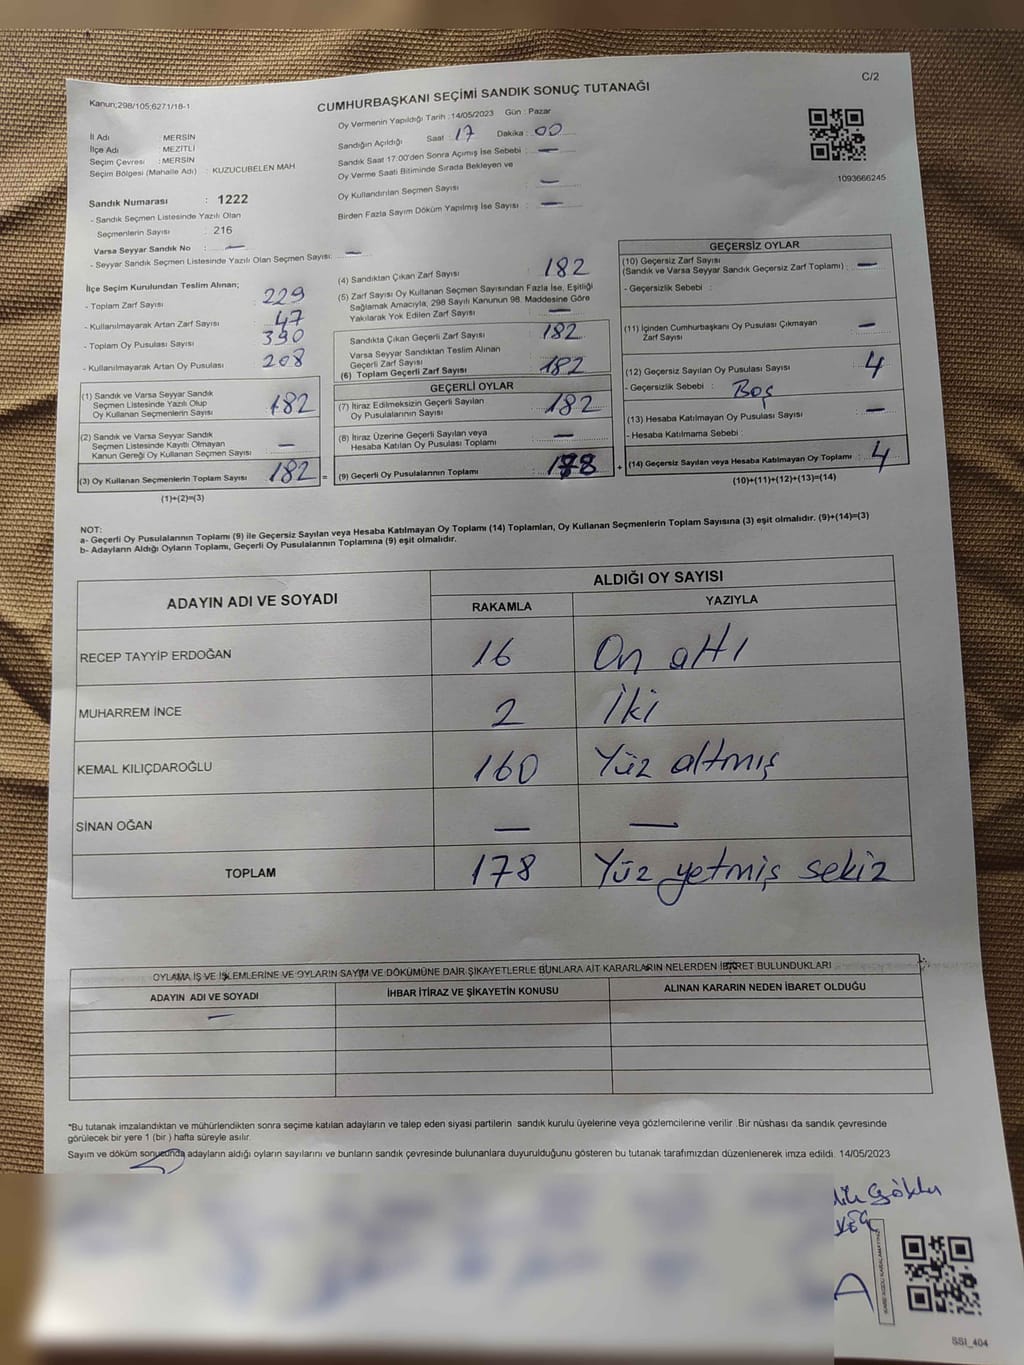 C/2
Kanun;298/105;6271/18-1
CUMHURBAŞKANI SEÇİMİ SANDIK SONUÇ TUTANAĞI
İl Adı : MERSİN
İlçe Adı : MEZİTLİ
Seçim Çevresi : MERSİN
Seçim Bölgesi (Mahalle Adı) : KUZUCUBELEN MAH
Sandık Numarası : 1222
- Sandık Seçmen Listesinde Yazılı Olan
Seçmenlerin Sayısı : 216
Varsa Seyyar Sandık No : —
- Seyyar Sandık Seçmen Listesinde Yazılı Olan Seçmen Sayısı: —
Oy Vermenin Yapıldığı Tarih :14/05/2023 Gün : Pazar
Sandığın Açıldığı Saat : 17 Dakika : 00
Sandık Saat 17:00'den Sonra Açımış İse Sebebi : —
Oy Verme Saati Bitiminde Sırada Bekleyen ve
Oy Kullandırılan Seçmen Sayısı : —
Birden Fazla Sayım Döküm Yapılmış İse Sayısı : —
1093666245
İlçe Seçim Kurulundan Teslim Alınan;
- Toplam Zarf Sayısı : 229
- Kullanılmayarak Artan Zarf Sayısı : 47
- Toplam Oy Pusulası Sayısı : 390
- Kullanılmayarak Artan Oy Pusulası : 208
(1) Sandık ve Varsa Seyyar Sandık
Seçmen Listesinde Yazılı Olup
Oy Kullanan Seçmenlerin Sayısı : 182
(2) Sandık ve Varsa Seyyar Sandık
Seçmen Listesinde Kayıtlı Olmayan
Kanun Gereği Oy Kullanan Seçmen Sayısı : —
(3) Oy Kullanan Seçmenlerin Toplam Sayısı : 182 =
(1)+(2)=(3)
(4) Sandıktan Çıkan Zarf Sayısı : 182
(5) Zarf Sayısı Oy Kullanan Seçmen Sayısından Fazla İse, Eşitliği
Sağlamak Amacıyla, 298 Sayılı Kanunun 98. Maddesine Göre
Yakılarak Yok Edilen Zarf Sayısı : —
Sandıkta Çıkan Geçerli Zarf Sayısı : 182
Varsa Seyyar Sandıktan Teslim Alınan
Geçerli Zarf Sayısı :
(6) Toplam Geçerli Zarf Sayısı : 182
GEÇERLİ OYLAR
(7) İtiraz Edilmeksizin Geçerli Sayılan
Oy Pusulalarının Sayısı : 182
(8) İtiraz Üzerine Geçerli Sayılan veya
Hesaba Katılan Oy Pusulası Toplamı : —
(9) Geçerli Oy Pusulalarının Toplamı : 178 +
GEÇERSİZ OYLAR
(10) Geçersiz Zarf Sayısı
(Sandık ve Varsa Seyyar Sandık Geçersiz Zarf Toplamı) : —
- Geçersizlik Sebebi :
(11) İçinden Cumhurbaşkanı Oy Pusulası Çıkmayan
Zarf Sayısı : —
(12) Geçersiz Sayılan Oy Pusulası Sayısı : 4
- Geçersizlik Sebebi : Boş
(13) Hesaba Katılmayan Oy Pusulası Sayısı : —
- Hesaba Katılmama Sebebi :
(14) Geçersiz Sayılan veya Hesaba Katılmayan Oy Toplamı : 4
(10)+(11)+(12)+(13)=(14)
NOT:
a- Geçerli Oy Pusulalarının Toplamı (9) ile Geçersiz Sayılan veya Hesaba Katılmayan Oy Toplamı (14) Toplamları, Oy Kullanan Seçmenlerin Toplam Sayısına (3) eşit olmalıdır. (9)+(14)=(3)
b- Adayların Aldığı Oyların Toplamı, Geçerli Oy Pusulalarının Toplamına (9) eşit olmalıdır.
ADAYIN ADI VE SOYADI ALDIĞI OY SAYISI
RAKAMLA YAZIYLA
RECEP TAYYİP ERDOĞAN 16 On altı
MUHARREM İNCE 2 İki
KEMAL KILIÇDAROĞLU 160 Yüz altmış
SİNAN OĞAN — —
TOPLAM 178 Yüz yetmiş sekiz
OYLAMA İŞ VE İŞLEMLERİNE VE OYLARIN SAYIM VE DÖKÜMÜNE DAİR ŞİKAYETLERLE BUNLARA AİT KARARLARIN NELERDEN İBARET BULUNDUKLARI
ADAYIN ADI VE SOYADI İHBAR İTİRAZ VE ŞİKAYETİN KONUSU ALINAN KARARIN NEDEN İBARET OLDUĞU
—
*Bu tutanak imzalandıktan ve mühürlendikten sonra seçime katılan adayların ve talep eden siyasi partilerin sandık kurulu üyelerine veya gözlemcilerine verilir. Bir nüshası da sandık çevresinde
görülecek bir yere 1 (bir ) hafta süreyle asılır.
Sayım ve döküm sonucunda adayların aldığı oyların sayılarını ve bunların sandık çevresinde bulunanlara duyurulduğunu gösteren bu tutanak tarafımızdan düzenlenerek imza edildi. 14/05/2023
SSI_404